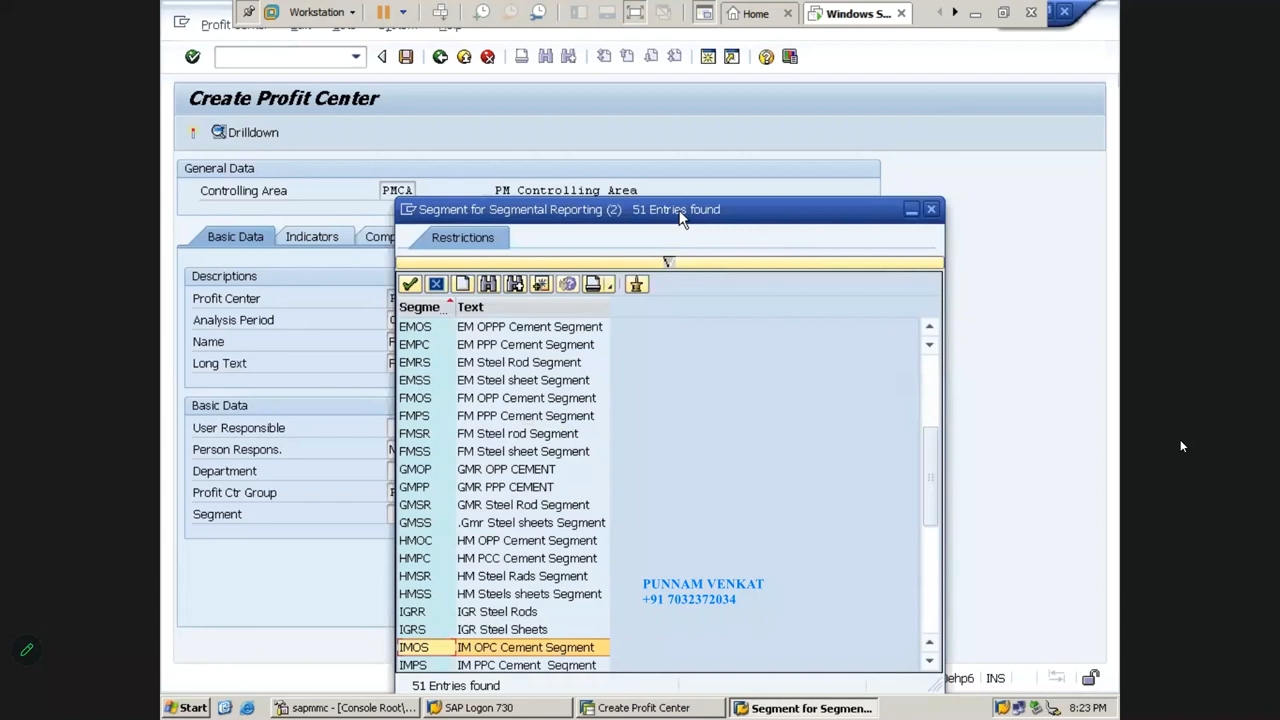 Workstation
Home
Windows S...
Create Profit Center
Drilldown
General Data
Controlling Area
PMCA
PM Controlling Area
Basic Data
Indicators
Descriptions
Profit Center
Analysis Period
Name
Long Text
Basic Data
User Responsible
Person Respons.
Department
Profit Ctr Group
Segment
Segment for Segmental Reporting (2) 51 Entries found
Restrictions
Segme... Text
EMOS EM OPPP Cement Segment
EMPC EM PPP Cement Segment
EMRS EM Steel Rod Segment
EMSS EM Steel sheet Segment
FMOS FM OPP Cement Segment
FMPS FM PPP Cement Segment
FMSR FM Steel rod Segment
FMSS FM Steel sheet Segment
GMOP GMR OPP CEMENT
GMPP GMR PPP CEMENT
GMSR GMR Steel Rod Segment
GMSS .Gmr Steel sheets Segment
HMOC HM OPP Cement Segment
HMPC HM PCC Cement Segment
HMSR HM Steel Rads Segment
HMSS HM Steels sheets Segment
IGRR IGR Steel Rods
IGRS IGR Steel Sheets
IMOS IM OPC Cement Segment
IMPS IM PPC Cement Segment
51 Entries found
PUNNAM VENKAT
+91 7032372034
INS
Start
sapmmc - [Console Root\...
SAP Logon 730
Create Profit Center
Segment for Segmen...
8:23 PM